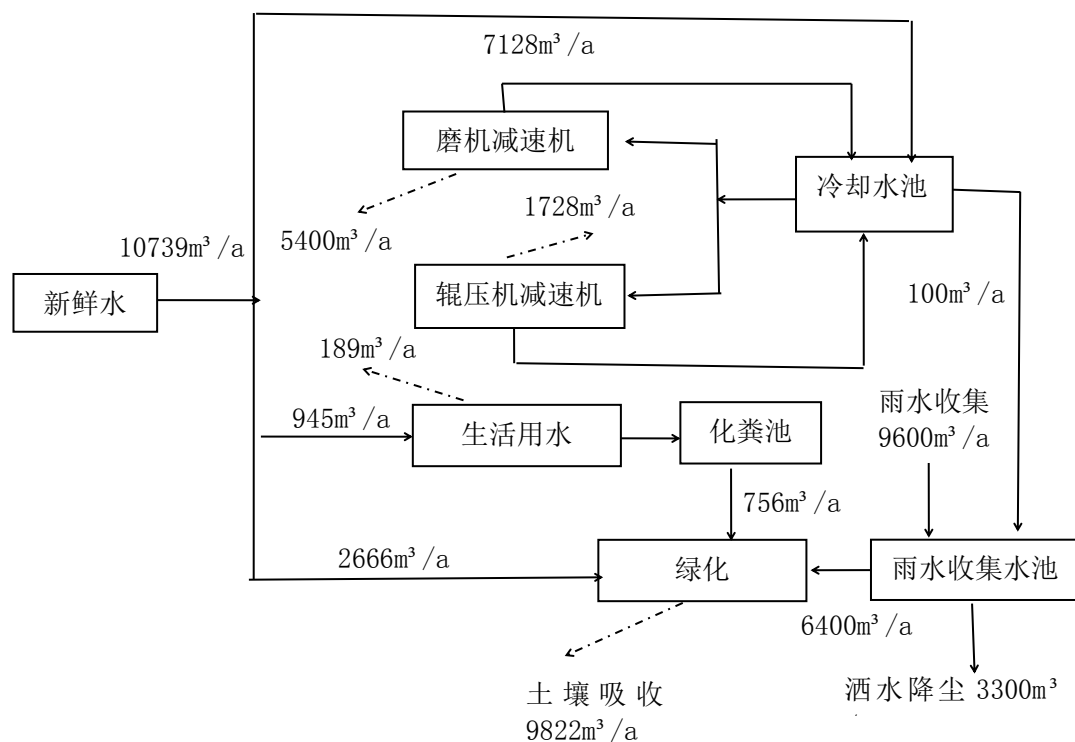 7128m³/a
磨机减速机
冷却水池
1728m³/a
5400m³/a
10739m³/a
新鲜水
辊压机减速机
100m³/a
189m³/a
雨水收集
9600m³/a
945m³/a
生活用水
化粪池
756m³/a
2666m³/a
绿化
雨水收集水池
6400m³/a
土壤吸收
9822m³/a
洒水降尘 3300m³